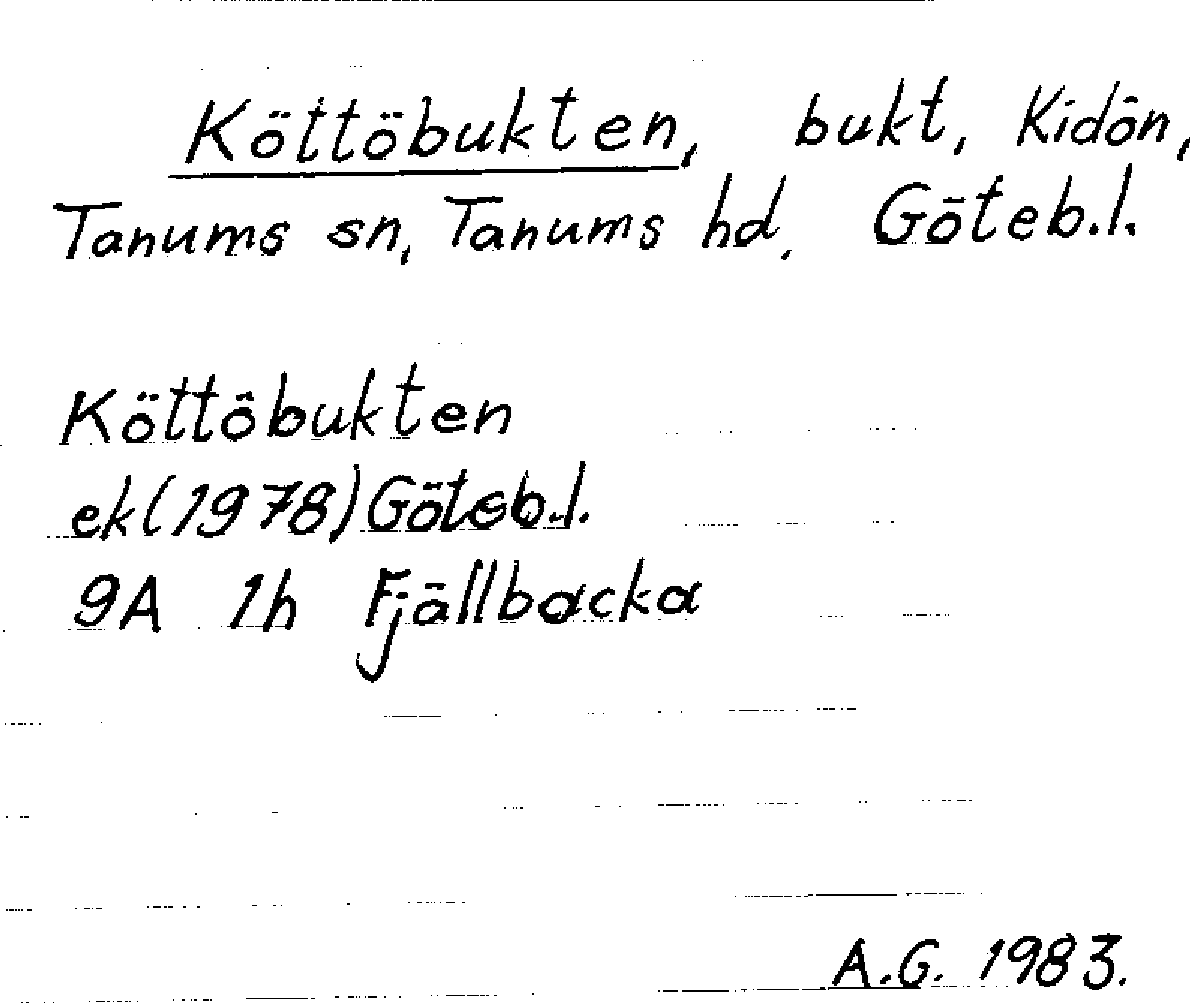 Köttöbukten, bukt, Kidön,
Tanums sn, Tanums hd, Göteb.l.
Köttöbukten
ek(1978)Göteb.l.
9A 1h Fjällbacka
A.G. 1983.